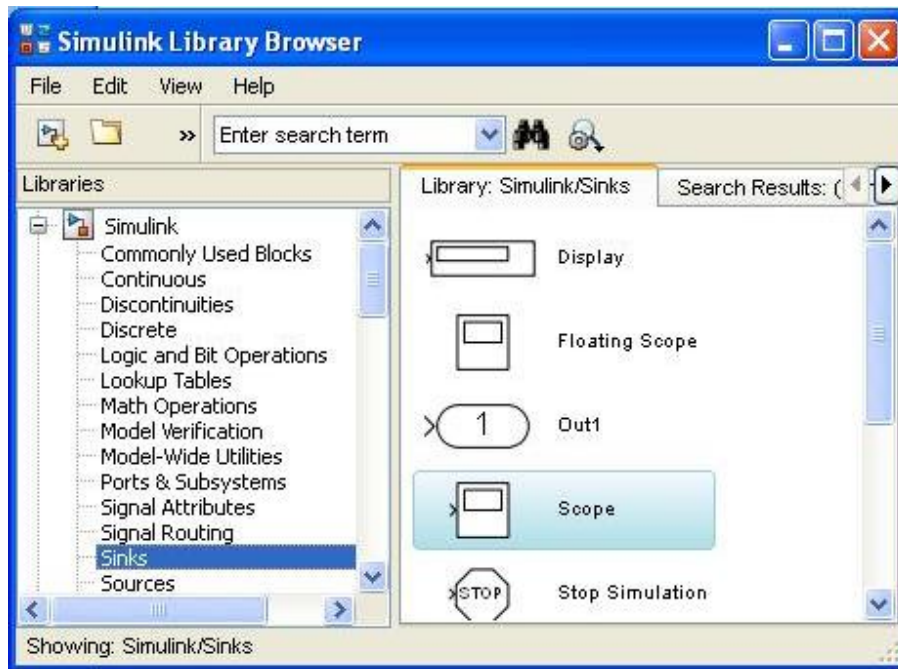 Simulink Library Browser
File Edit View Help
» Enter search term
Libraries
Library: Simulink/Sinks
Search Results: (
Simulink
Commonly Used Blocks
Continuous
Discontinuities
Discrete
Logic and Bit Operations
Lookup Tables
Math Operations
Model Verification
Model-Wide Utilities
Ports & Subsystems
Signal Attributes
Signal Routing
Sinks
Sources
Display
Floating Scope
1 Out1
Scope
STOP Stop Simulation
Showing: Simulink/Sinks